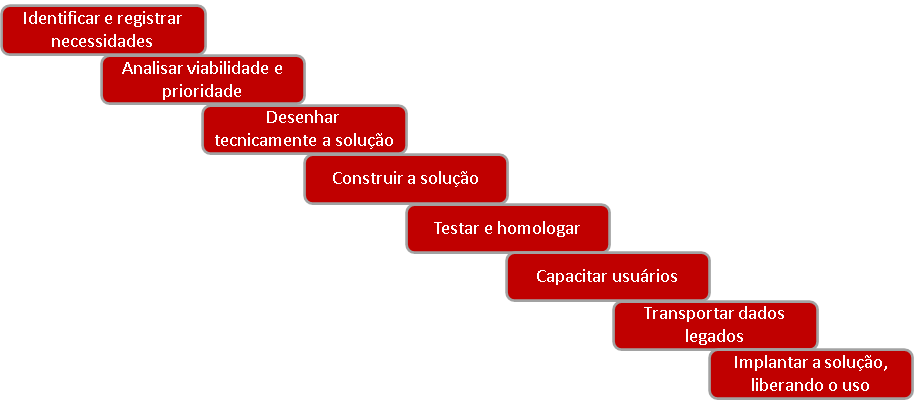 Identificar e registrar
necessidades
Analisar viabilidade e
prioridade
Desenhar
tecnicamente a solução
Construir a solução
Testar e homologar
Capacitar usuários
Transportar dados
legados
Implantar a solução,
liberando o uso